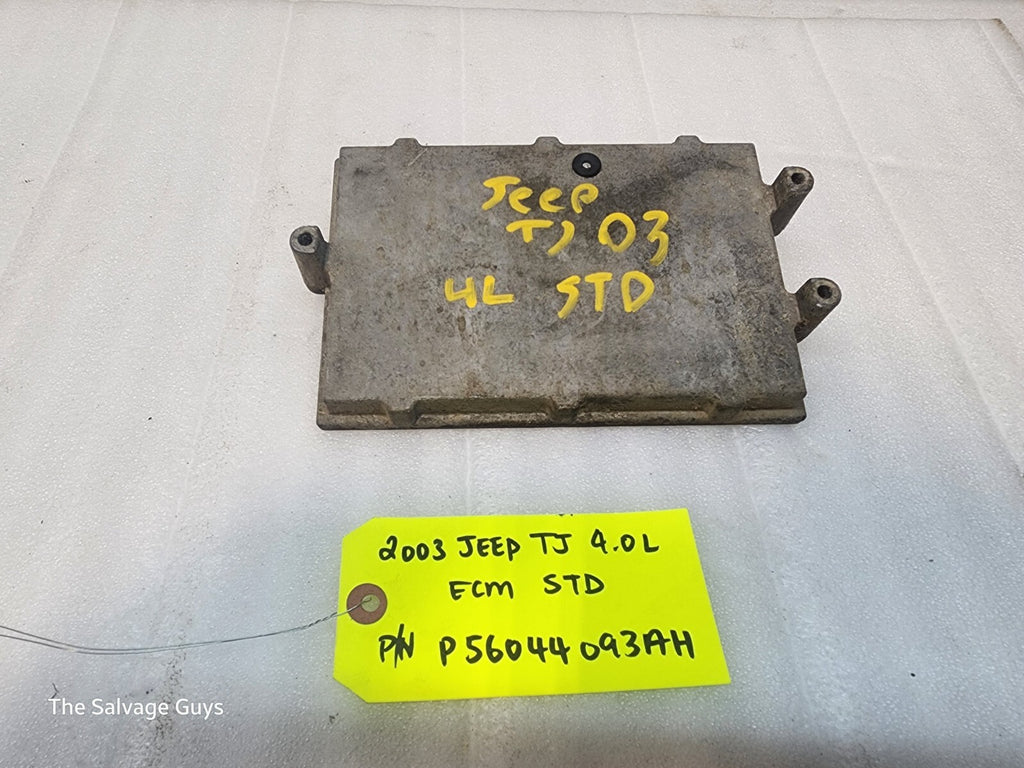 Jeep
TJ 03
4L STD
2003 JEEP TJ 4.0L
ECM STD
P/N P56044093AH
The Salvage Guys